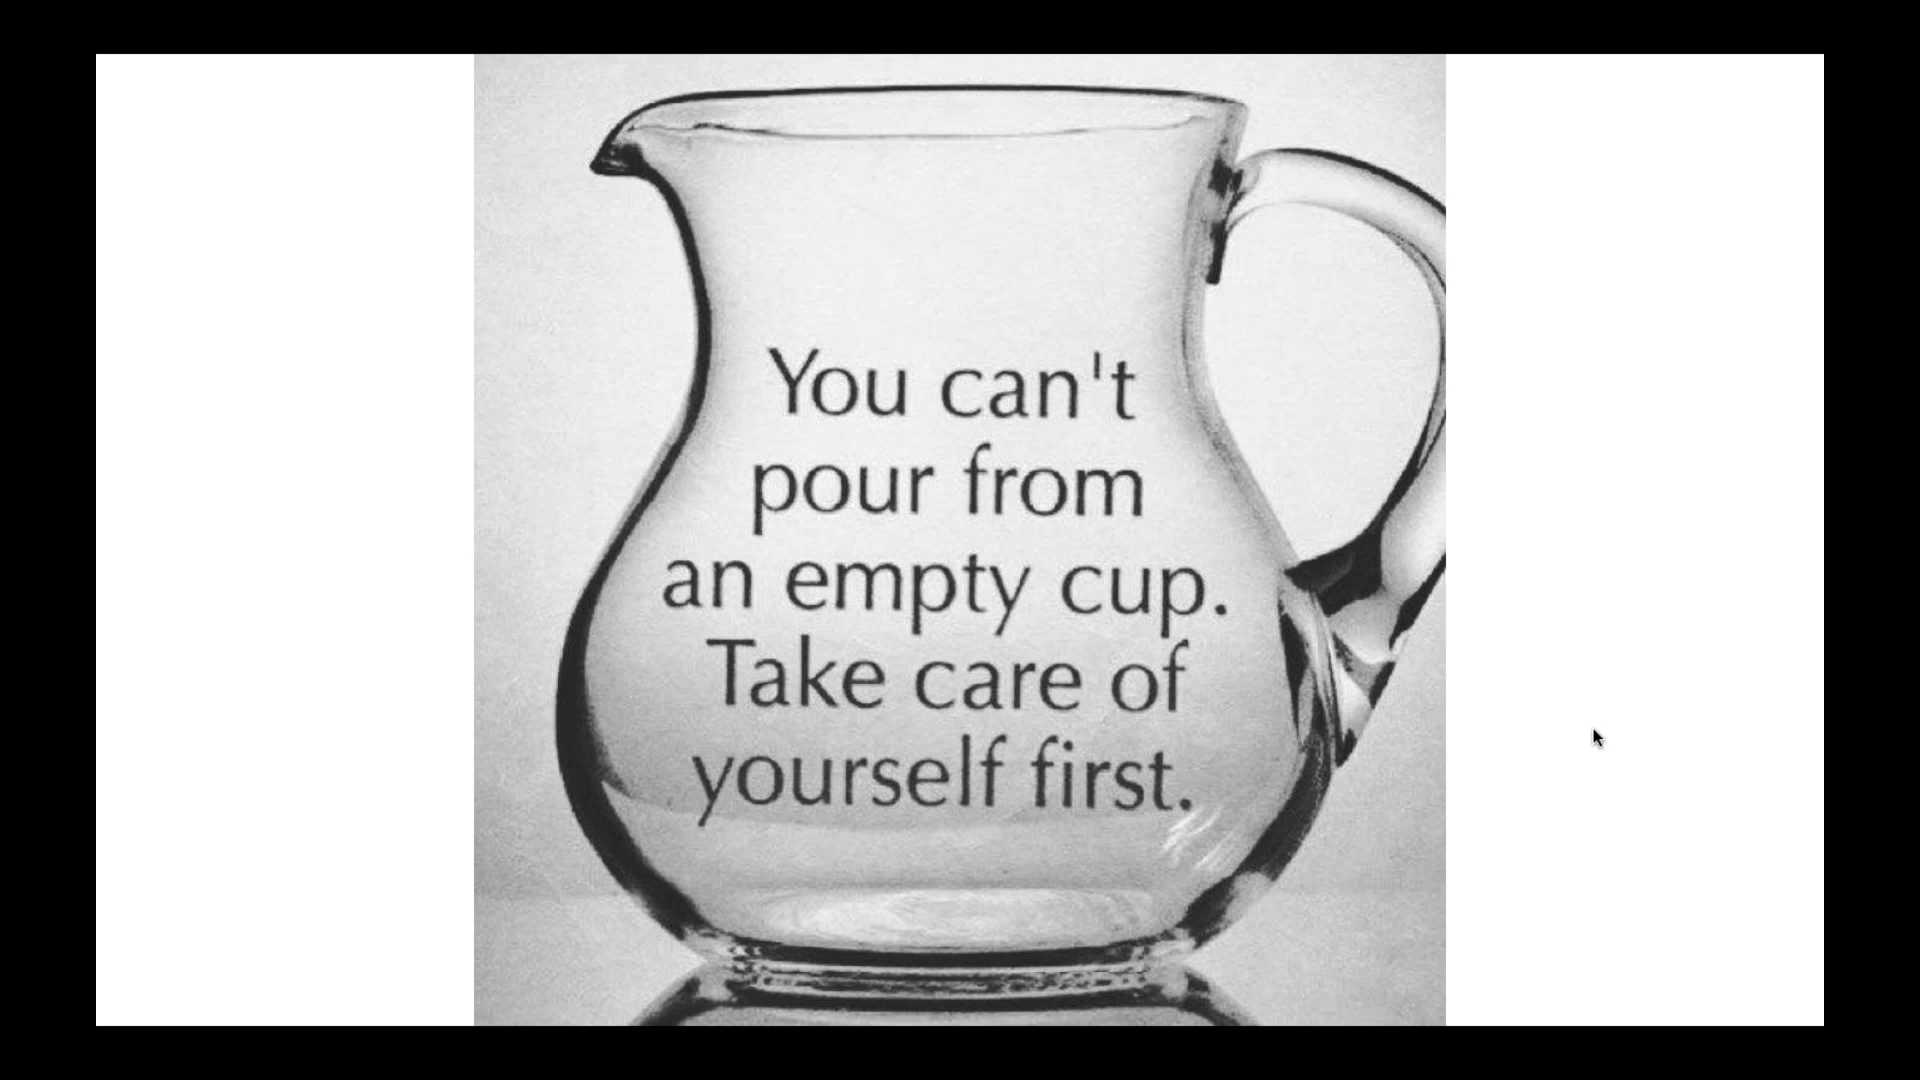 You can't
pour from
an empty cup.
Take care of
yourself first.